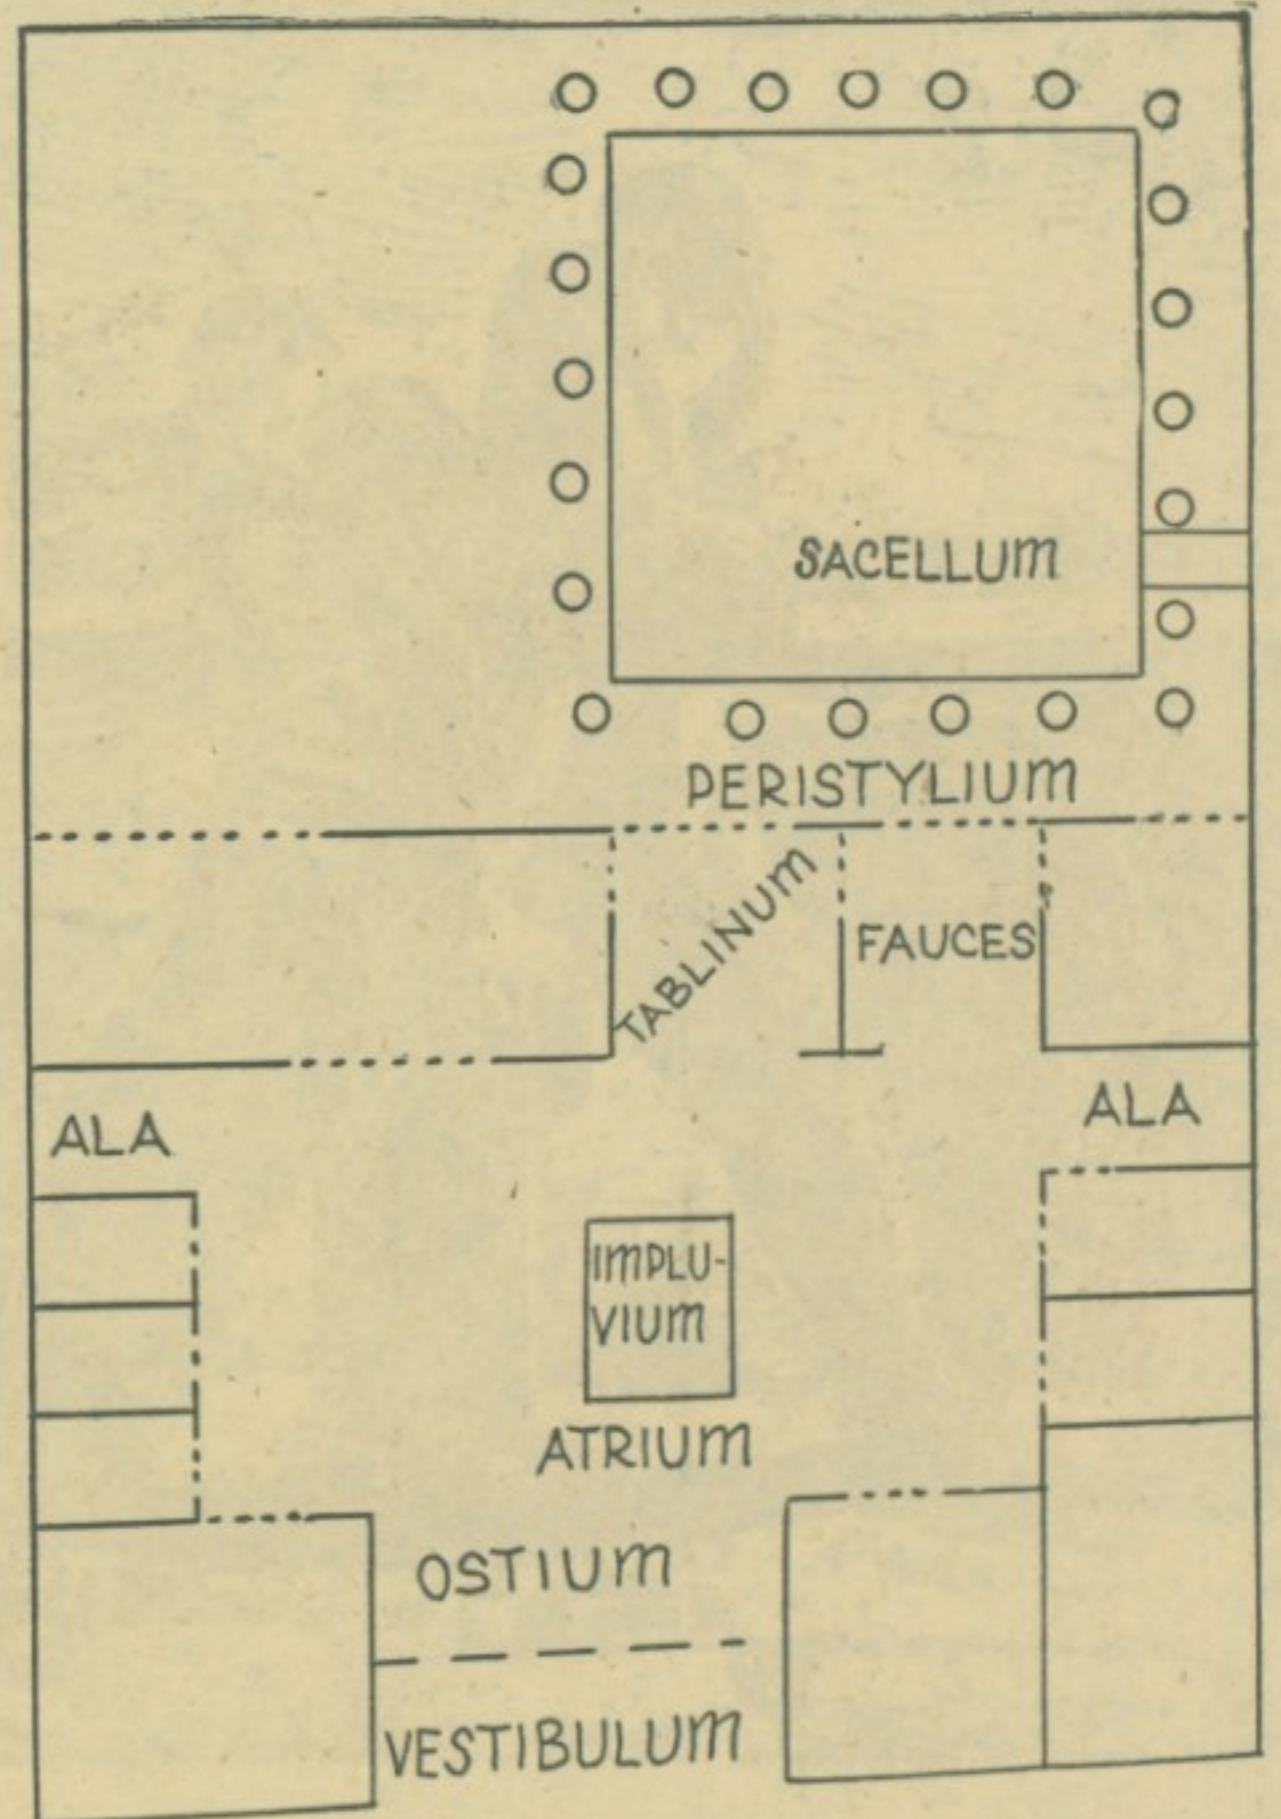 SACELLUM
PERISTYLIUM
TABLINUM
FAUCES
ALA
ALA
IMPLU-
VIUM
ATRIUM
OSTIUM
VESTIBULUM